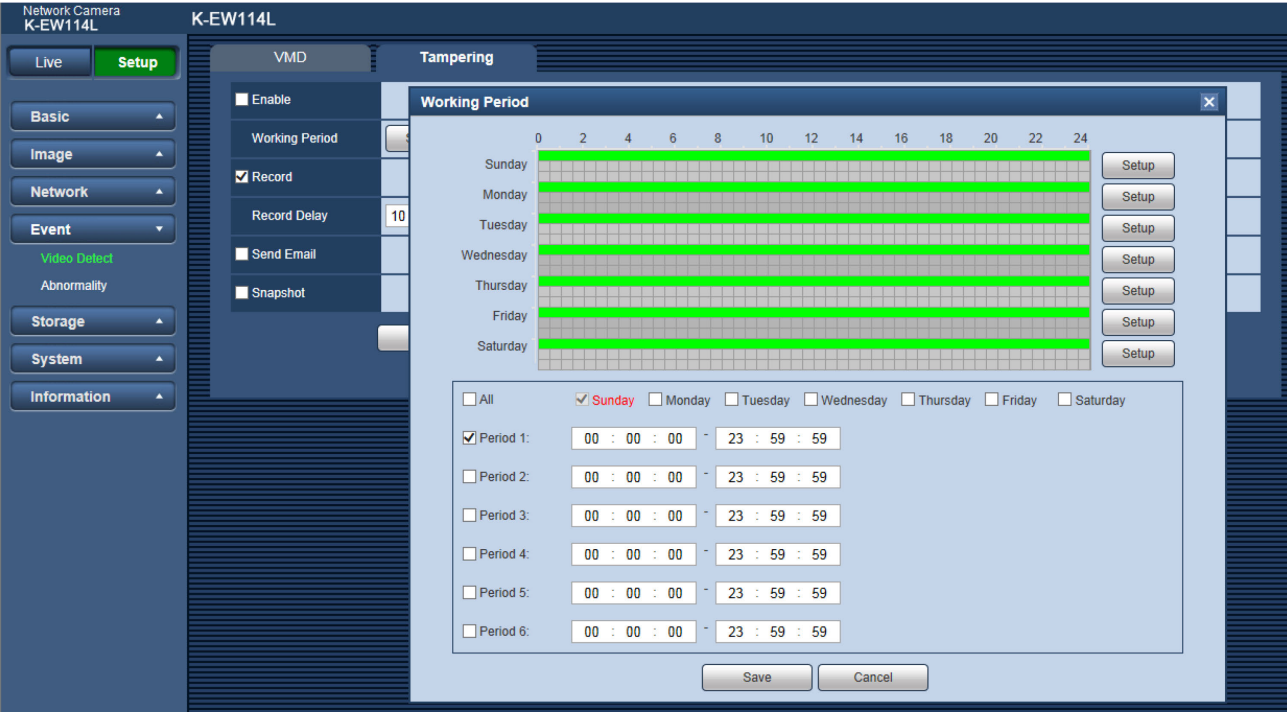 Network Camera
K-EW114L
K-EW114L
Live
Setup
Basic
Image
Network
Event
Video Detect
Abnormality
Storage
System
Information
VMD
Tampering
Enable
Working Period
Record
Record Delay
10
Send Email
Snapshot
Working Period
0 2 4 6 8 10 12 14 16 18 20 22 24
Sunday Setup
Monday Setup
Tuesday Setup
Wednesday Setup
Thursday Setup
Friday Setup
Saturday Setup
All Sunday Monday Tuesday Wednesday Thursday Friday Saturday
Period 1: 00 : 00 : 00 - 23 : 59 : 59
Period 2: 00 : 00 : 00 - 23 : 59 : 59
Period 3: 00 : 00 : 00 - 23 : 59 : 59
Period 4: 00 : 00 : 00 - 23 : 59 : 59
Period 5: 00 : 00 : 00 - 23 : 59 : 59
Period 6: 00 : 00 : 00 - 23 : 59 : 59
Save Cancel